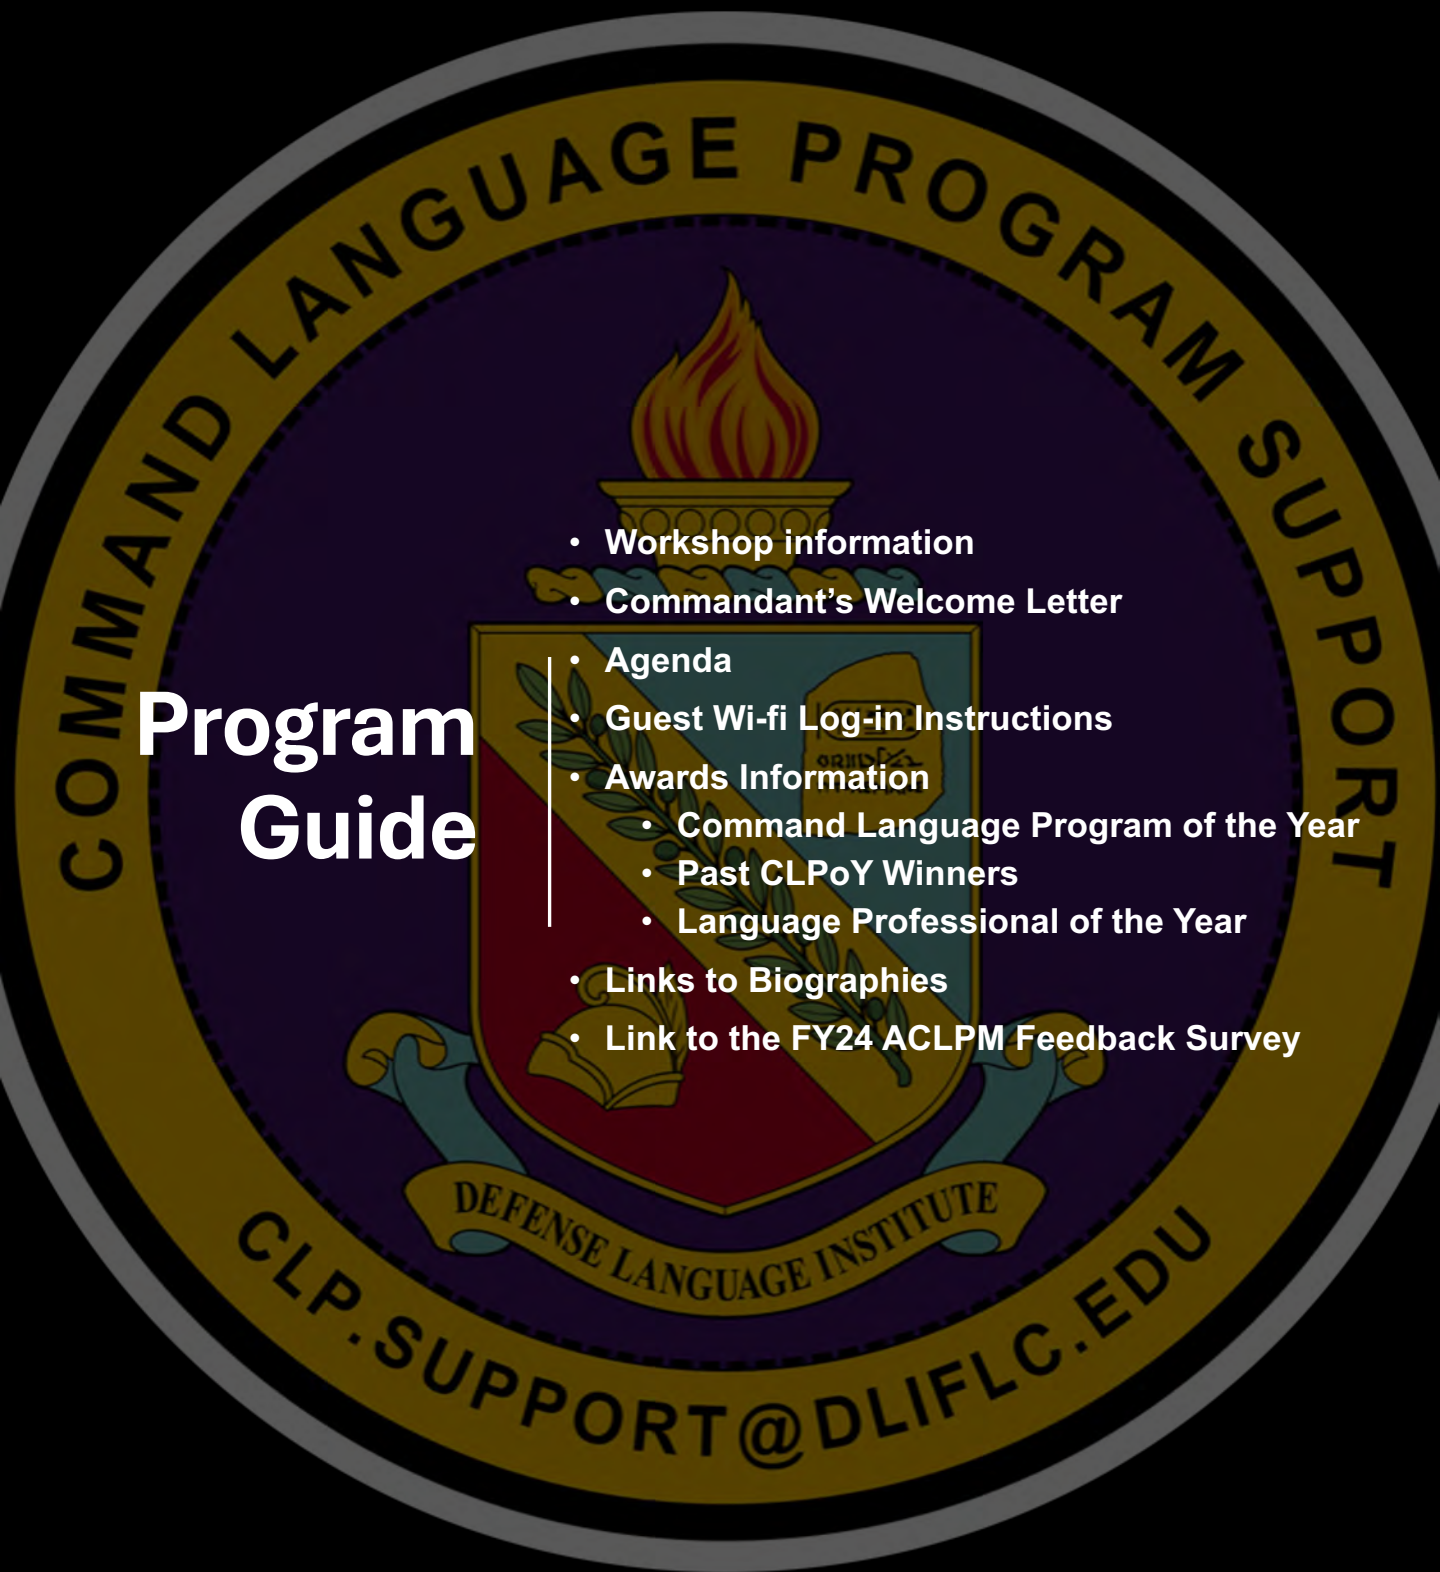 COMMAND LANGUAGE PROGRAM SUPPORT
Program
Guide
• Workshop information
• Commandant’s Welcome Letter
• Agenda
• Guest Wi-fi Log-in Instructions
• Awards Information
• Command Language Program of the Year
• Past CLPoY Winners
• Language Professional of the Year
• Links to Biographies
• Link to the FY24 ACLPM Feedback Survey
DEFENSE LANGUAGE INSTITUTE
CLP.SUPPORT@DLIFLC.EDU